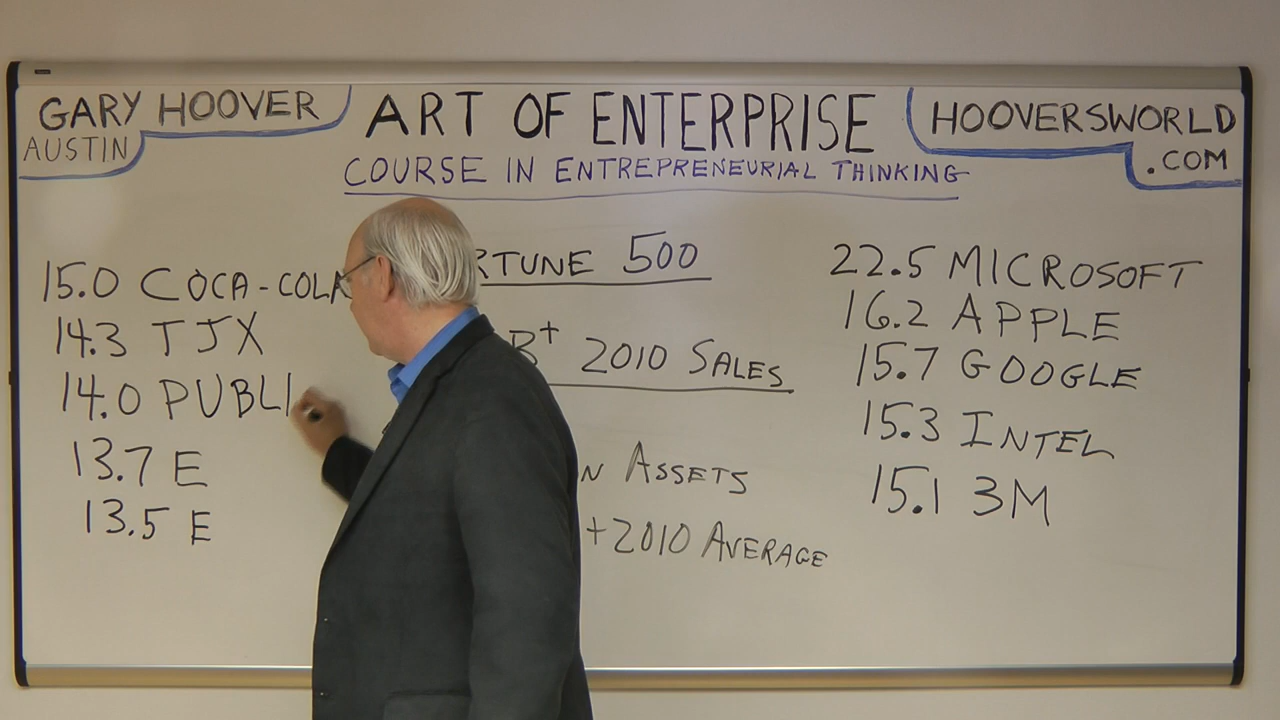 GARY HOOVER
AUSTIN
ART OF ENTERPRISE
COURSE IN ENTREPRENEURIAL THINKING
HOOVERSWORLD
.COM
15.0 COCA-COLA
14.3 TJX
14.0 PUBLI
13.7 E
13.5 E
RTUNE 500
B+ 2010 SALES
N ASSETS
+2010 AVERAGE
22.5 MICROSOFT
16.2 APPLE
15.7 GOOGLE
15.3 INTEL
15.1 3M